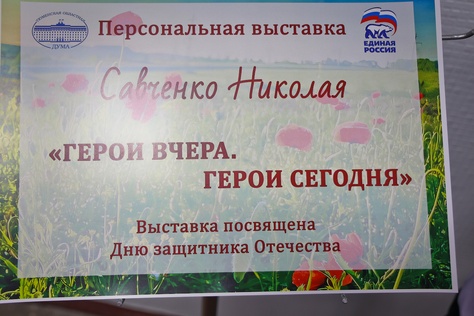 ДУМА
Персональная выставка
ЕДИНАЯ
РОССИЯ
Савченко Николая
«ГЕРОИ ВЧЕРА.
ГЕРОИ СЕГОДНЯ»
Выставка посвящена
Дню защитника Отечества